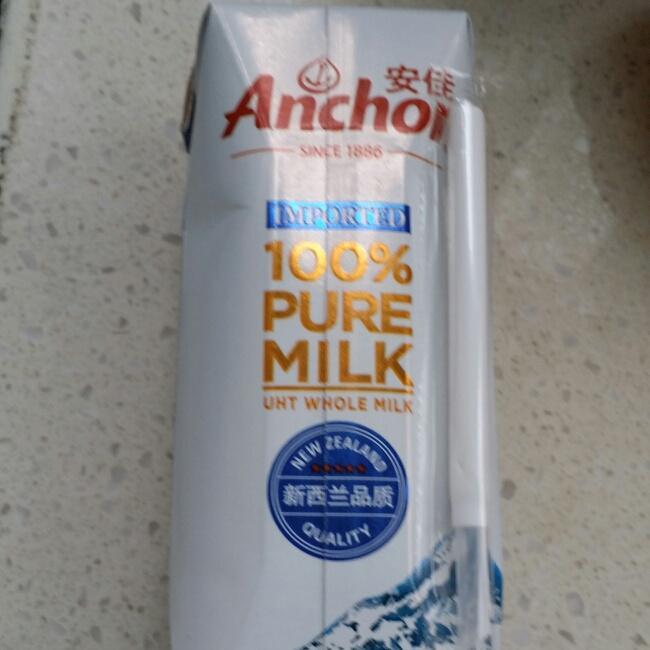 安佳
Anchor
SINCE 1886
IMPORTED
100%
PURE
MILK
UHT WHOLE MILK
NEW ZEALAND
新西兰品质
QUALITY